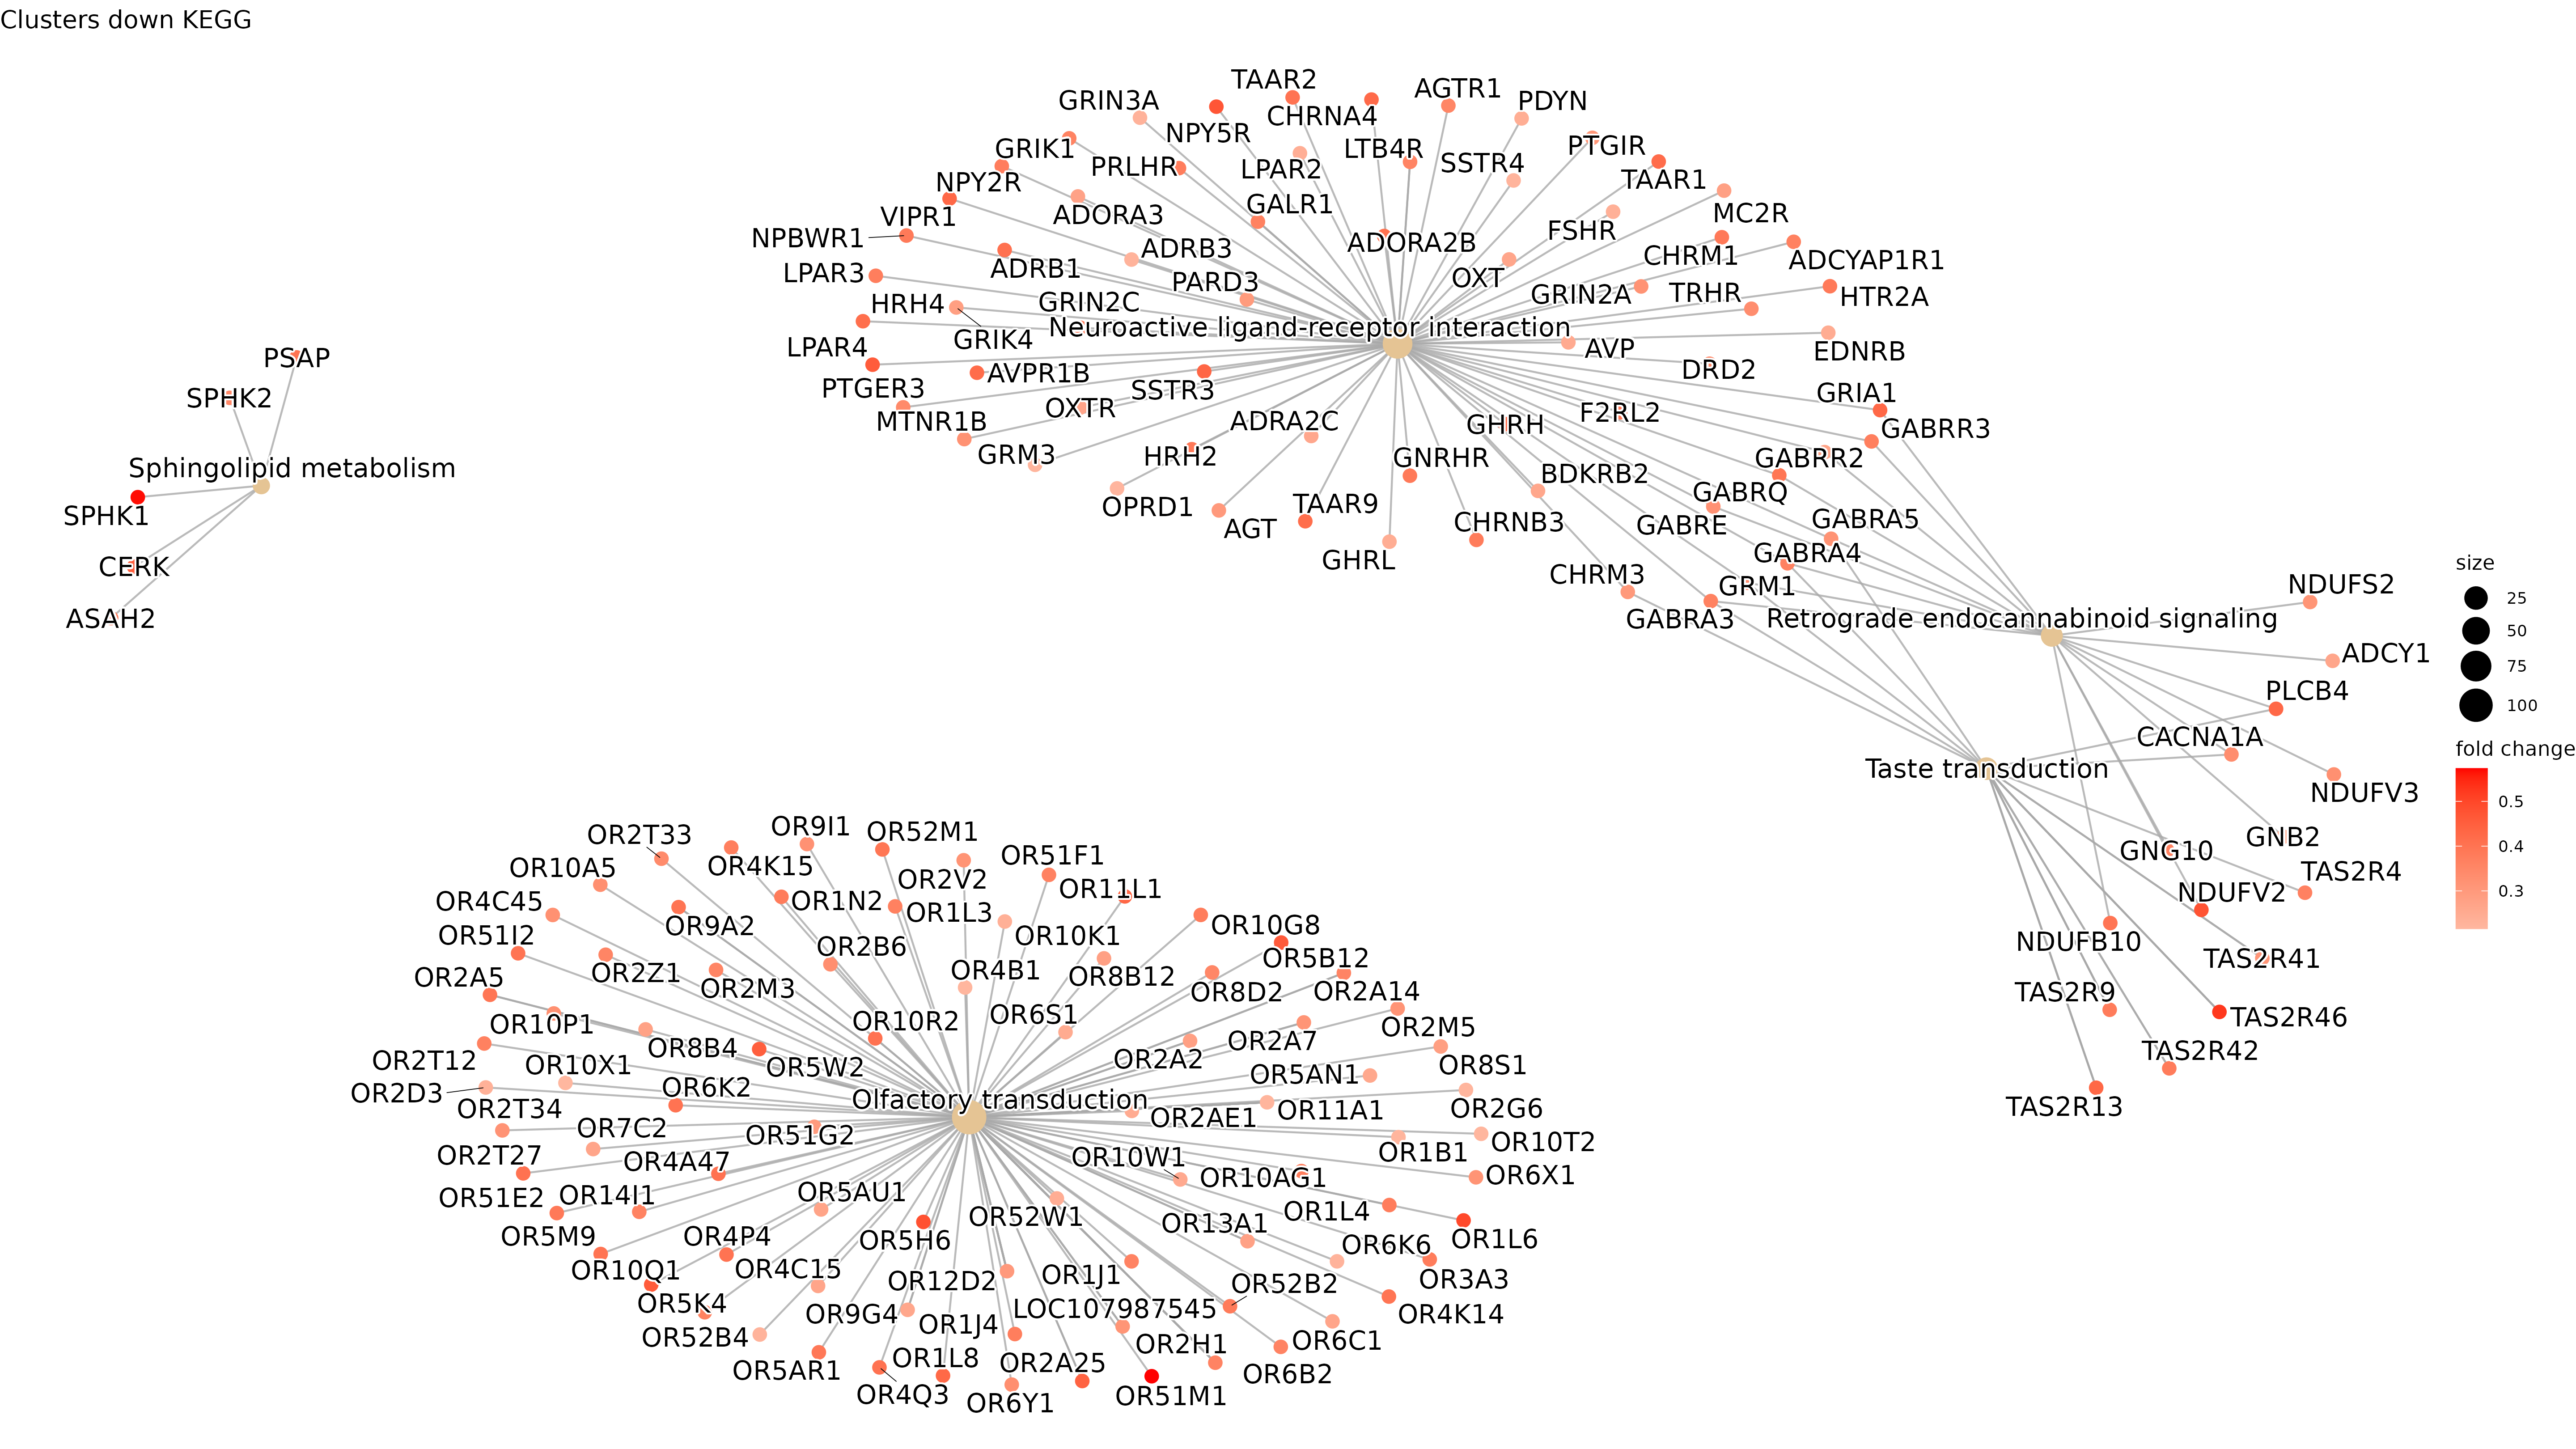 Clusters down KEGG
TAAR2
AGTR1
GRIN3A
PDYN
CHRNA4
NPY5R
GRIK1
LTB4R
PTGIR
PRLHR
LPAR2
SSTR4
NPY2R
TAAR1
VIPR1
ADORA3
GALR1
MC2R
NPBWR1
ADRB3
ADORA2B
FSHR
CHRM1
ADCYAP1R1
LPAR3
ADRB1
PARD3
OXT
HRH4
GRIN2C
GRIN2A
TRHR
HTR2A
Neuroactive ligand-receptor interaction
GRIK4
LPAR4
AVP
EDNRB
PSAP
AVPR1B
DRD2
PTGER3
SSTR3
GRIA1
SPHK2
OXTR
F2RL2
MTNR1B
ADRA2C
GHRH
GABRR3
GRM3
HRH2
GNRHR
GABRR2
Sphingolipid metabolism
BDKRB2
GABRQ
OPRD1
TAAR9
SPHK1
AGT
CHRNB3
GABRE
GABRA5
GHRL
GABRA4
CERK
CHRM3
GRM1
NDUFS2
ASAH2
GABRA3
Retrograde endocannabinoid signaling
ADCY1
PLCB4
CACNA1A
Taste transduction
NDUFV3
GNB2
GNG10
TAS2R4
NDUFV2
NDUFB10
TAS2R41
TAS2R9
TAS2R46
TAS2R42
TAS2R13
OR2T33
OR9I1
OR52M1
OR51F1
OR10A5
OR4K15
OR2V2
OR11L1
OR4C45
OR1N2
OR1L3
OR9A2
OR10G8
OR51I2
OR2B6
OR10K1
OR5B12
OR2A5
OR2Z1
OR4B1
OR8B12
OR2M3
OR8D2
OR2A14
OR10P1
OR10R2
OR6S1
OR2M5
OR2T12
OR8B4
OR2A7
OR10X1
OR5W2
OR2A2
OR8S1
OR2D3
OR6K2
OR5AN1
OR2T34
Olfactory transduction
OR2AE1
OR11A1
OR2G6
OR7C2
OR51G2
OR10T2
OR2T27
OR4A47
OR10W1
OR1B1
OR51E2
OR14I1
OR5AU1
OR10AG1
OR6X1
OR5M9
OR4P4
OR5H6
OR52W1
OR13A1
OR1L4
OR1L6
OR10Q1
OR4C15
OR12D2
OR1J1
OR6K6
OR3A3
OR5K4
OR9G4
LOC107987545
OR52B2
OR4K14
OR52B4
OR1J4
OR2H1
OR6C1
OR5AR1
OR1L8
OR2A25
OR6B2
OR4Q3
OR6Y1
OR51M1
size
25
50
75
100
fold change
0.5
0.4
0.3